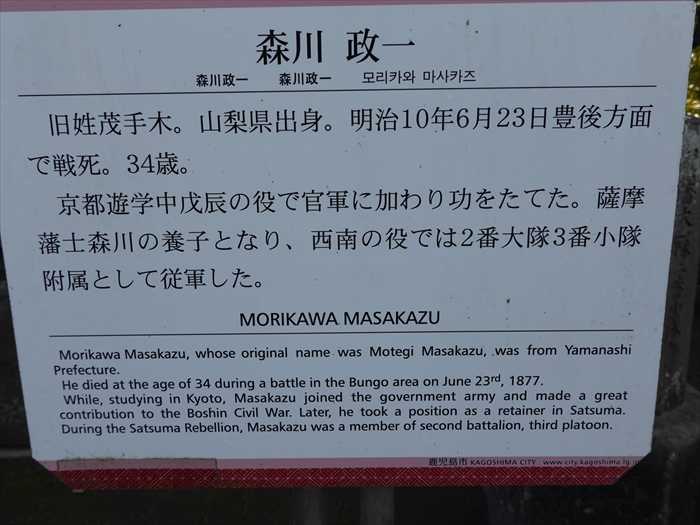 森川 政一
森川政一 森川政一 모리카와 마사카즈
旧姓茂手木。山梨県出身。明治10年6月23日豊後方面
で戦死。34歳。
京都遊学中戊辰の役で官軍に加わり功をたてた。薩摩
藩士森川の養子となり、西南の役では2番大隊3番小隊
附属として従軍した。
MORIKAWA MASAKAZU
Morikawa Masakazu, whose original name was Motegi Masakazu, was from Yamanashi
Prefecture.
He died at the age of 34 during a battle in the Bungo area on June 23rd, 1877.
While, studying in Kyoto, Masakazu joined the government army and made a great
contribution to the Boshin Civil War. Later, he took a position as a retainer in Satsuma.
During the Satsuma Rebellion, Masakazu was a member of second battalion, third platoon.
鹿児島市 KAGOSHIMA CITY www.city.kagoshima.lg.jp